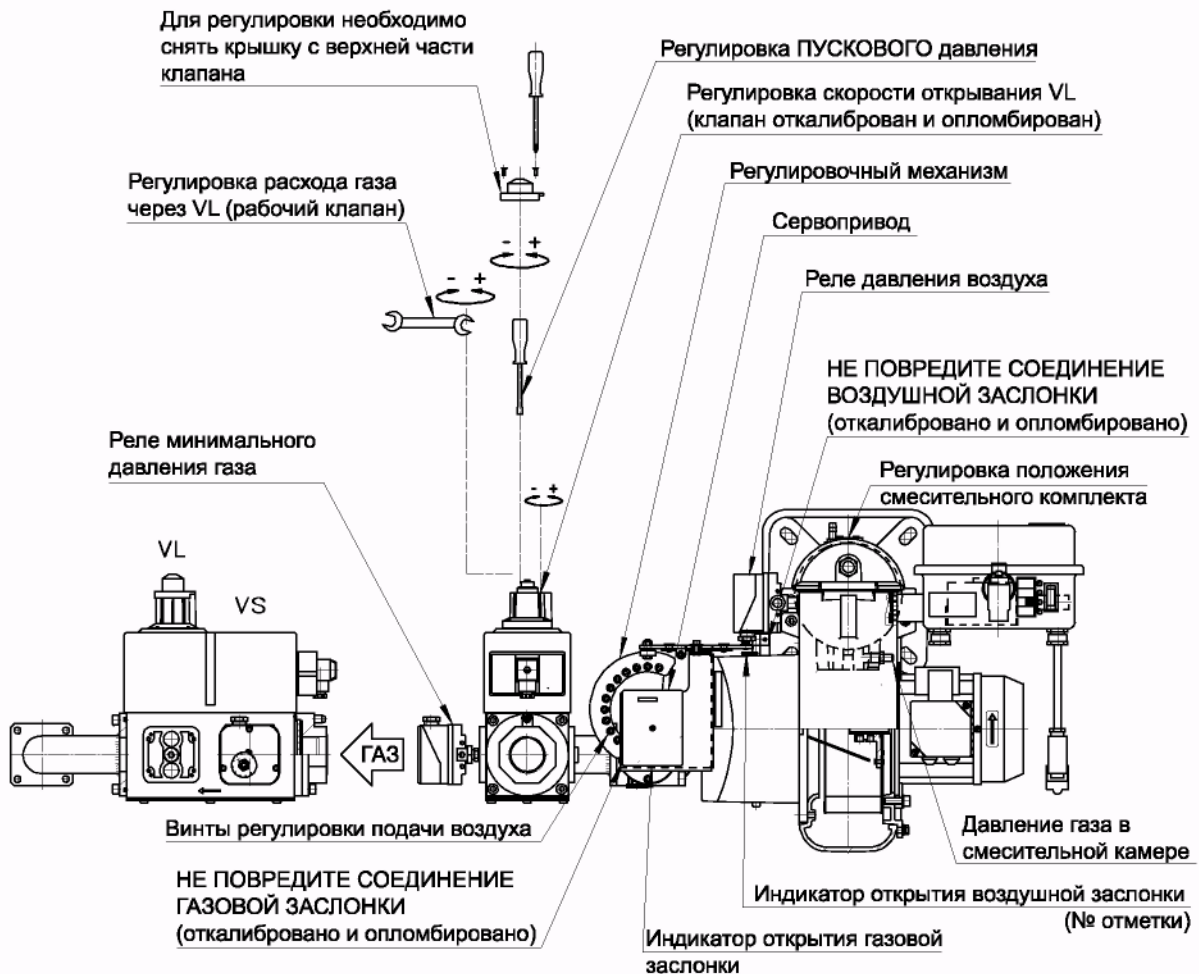 Для регулировки необходимо
снять крышку с верхней части
клапана
Регулировка ПУСКОВОГО давления
Регулировка скорости открывания VL
(клапан откалиброван и опломбирован)
Регулировка расхода газа
через VL (рабочий клапан)
Регулировочный механизм
Сервопривод
- +
- +
Реле давления воздуха
НЕ ПОВРЕДИТЕ СОЕДИНЕНИЕ
ВОЗДУШНОЙ ЗАСЛОНКИ
(откалибровано и опломбировано)
Реле минимального
давления газа
Регулировка положения
смесительного комплекта
- +
VL
VS
ГАЗ
Винты регулировки подачи воздуха
Давление газа в
смесительной камере
НЕ ПОВРЕДИТЕ СОЕДИНЕНИЕ
ГАЗОВОЙ ЗАСЛОНКИ
(откалибровано и опломбировано)
Индикатор открытия воздушной заслонки
(№ отметки)
Индикатор открытия газовой
заслонки